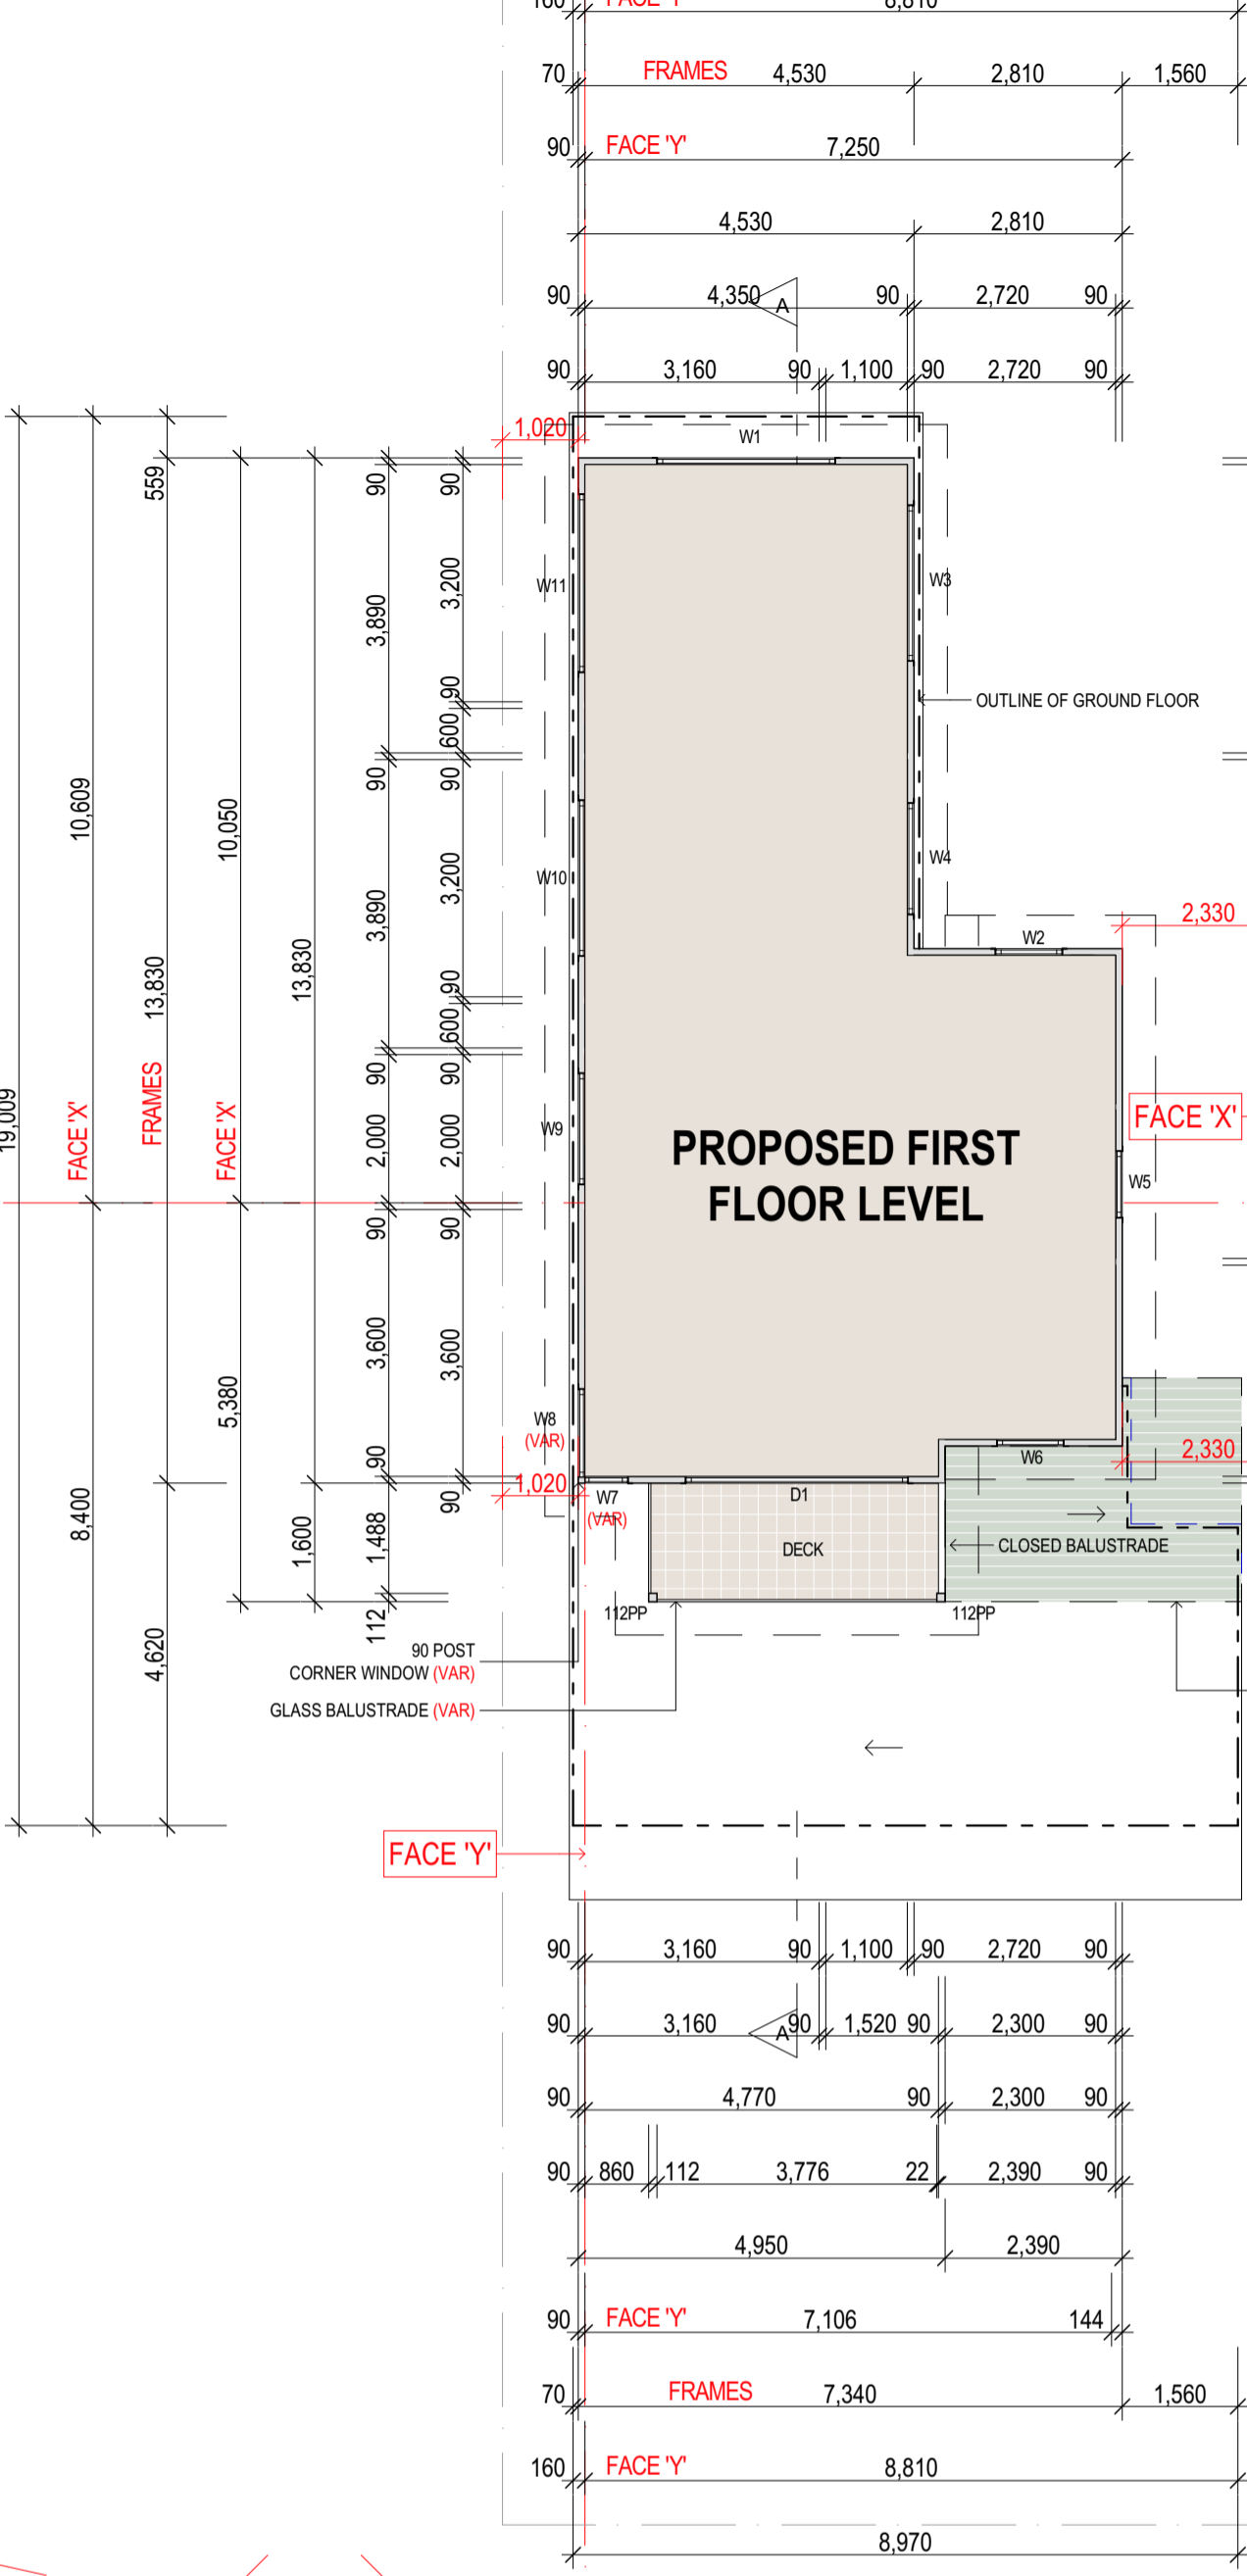 160 FACE 'Y' 8,810
70 FRAMES 4,530 2,810 1,560
90 FACE 'Y' 7,250
4,530 2,810
90 4,350 90 2,720 90
A
90 3,160 90 1,100 90 2,720 90
1,020
W1
559
90
90
W11
W3
3,200
3,890
OUTLINE OF GROUND FLOOR
90
600
90
90
10,609
10,050
W10
W4
3,200
3,890
2,330
W2
13,830
13,830
90
600
90
90
19,009
FACE 'X'
FRAMES
FACE 'X'
2,000
2,000
W9
FACE 'X'
PROPOSED FIRST
FLOOR LEVEL
W5
90
90
3,600
3,600
5,380
W8
(VAR)
2,330
W6
90
90
1,020
W7
(VAR)
D1
8,400
1,600
1,488
DECK
CLOSED BALUSTRADE
112
112PP
112PP
4,620
90 POST
CORNER WINDOW (VAR)
GLASS BALUSTRADE (VAR)
FACE 'Y'
90 3,160 90 1,100 90 2,720 90
90 3,160 90 1,520 90 2,300 90
A
90 4,770 90 2,300 90
90 860 112 3,776 22 2,390 90
4,950 2,390
90 FACE 'Y' 7,106 144
70 FRAMES 7,340 1,560
160 FACE 'Y' 8,810
8,970